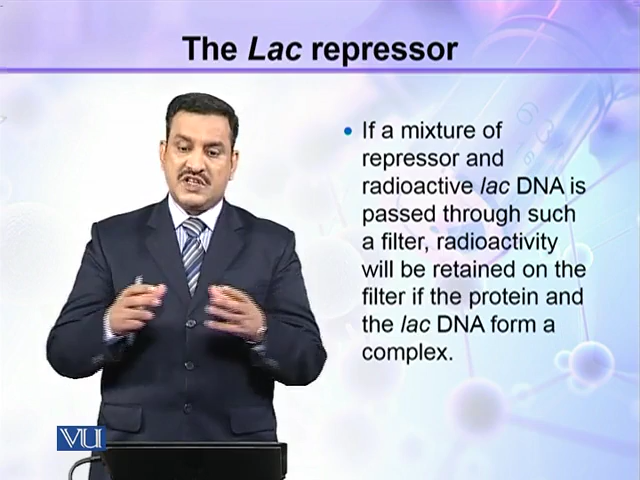 The Lac repressor
• If a mixture of
repressor and
radioactive lac DNA is
passed through such
a filter, radioactivity
will be retained on the
filter if the protein and
the lac DNA form a
complex.
VU